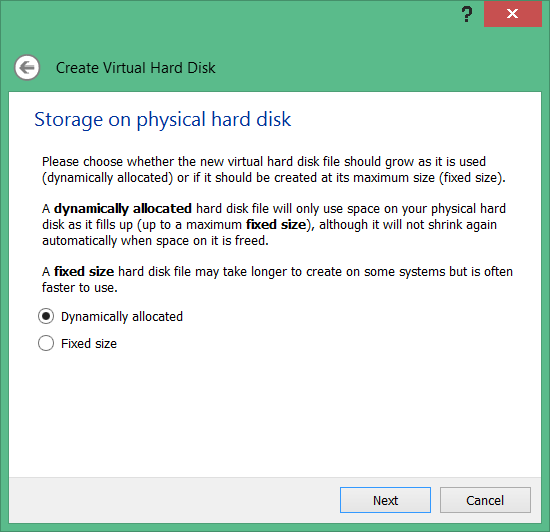 ?
Create Virtual Hard Disk
Storage on physical hard disk
Please choose whether the new virtual hard disk file should grow as it is used
(dynamically allocated) or if it should be created at its maximum size (fixed size).
A dynamically allocated hard disk file will only use space on your physical hard
disk as it fills up (up to a maximum fixed size), although it will not shrink again
automatically when space on it is freed.
A fixed size hard disk file may take longer to create on some systems but is often
faster to use.
Dynamically allocated
Fixed size
Next
Cancel